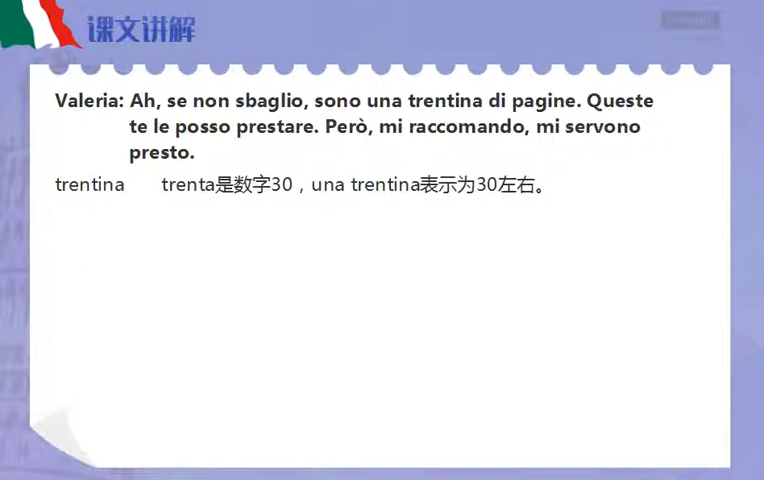 课文讲解
Valeria: Ah, se non sbaglio, sono una trentina di pagine. Queste
te le posso prestare. Però, mi raccomando, mi servono
presto.
trentina trenta是数字30，una trentina表示为30左右。